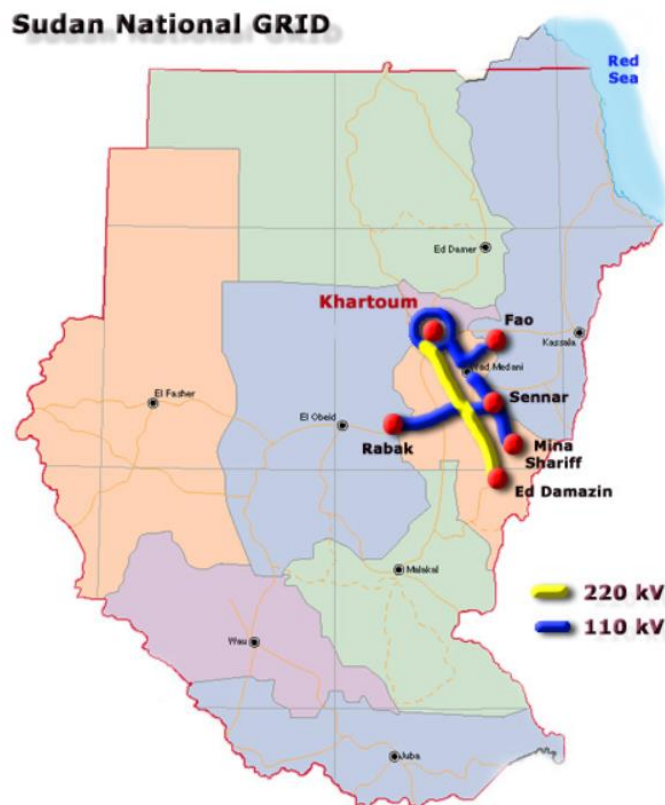 Sudan National GRID
Red
Sea
Ed Damer
Khartoum
Fao
Kassala
Wad Medani
El Fasher
Sennar
El Obeid
Rabak
Mina
Shariff
Ed Damazin
Malakal
220 kV
110 kV
Wau
Juba